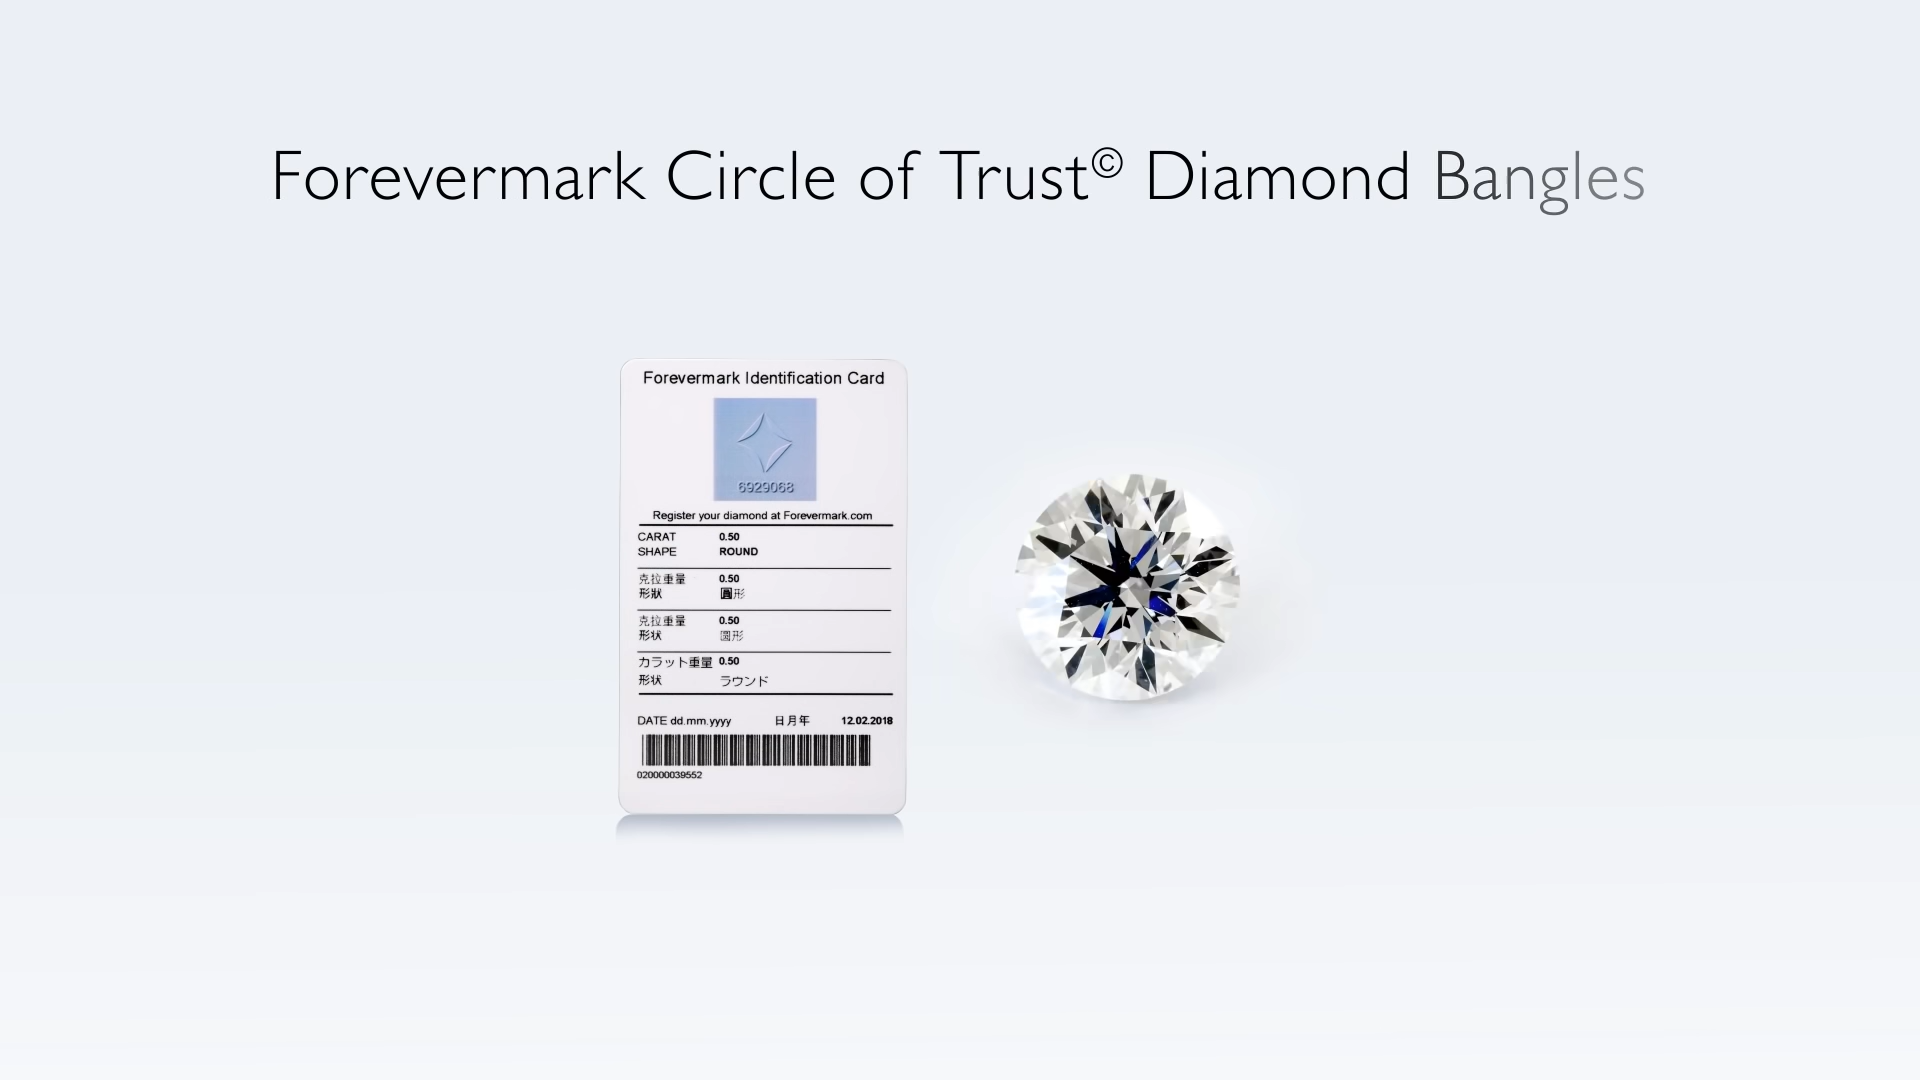 Forevermark Circle of Trust© Diamond Bangles
Forevermark Identification Card
6929068
Register your diamond at Forevermark.com
CARAT 0.50
SHAPE ROUND
克拉重量 0.50
形狀 圓形
克拉重量 0.50
形状 圆形
カラット重量 0.50
形状 ラウンド
DATE dd.mm.yyyy 日月年 12.02.2018
020000039552